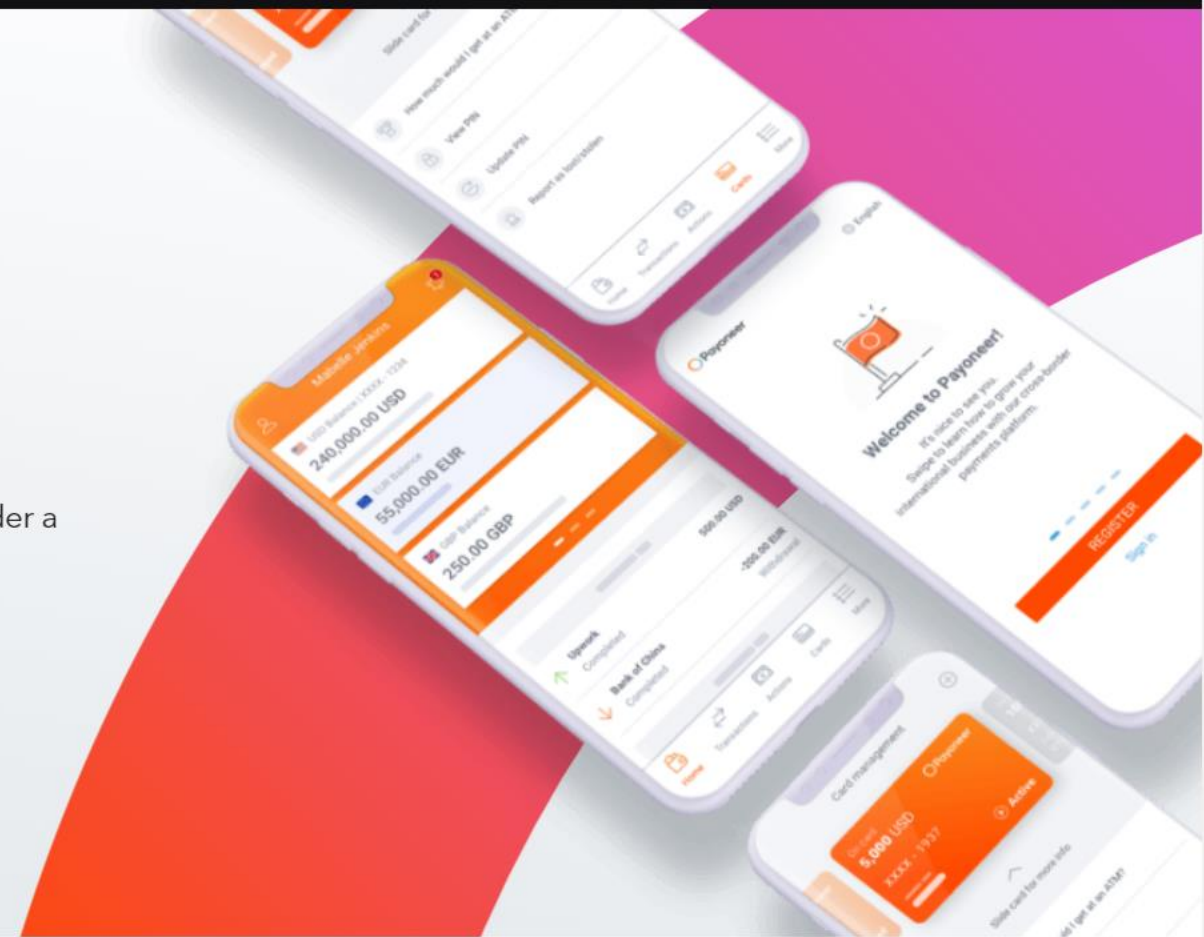 Slide card for
How much would I get at an ATM
View PIN
Update PIN
Report as lost/stolen
Home
Transactions
Actions
Cards
More
der a
Mabelle Jenkins
USD Balance | XXXX - 1234
240,000.00 USD
EUR Balance
55,000.00 EUR
GBP Balance
250.00 GBP
500.00 USD
Upwork
Completed
-200.00 EUR
Withdrawal
Bank of China
Completed
Home
Transactions
Actions
Cards
More
Payoneer
English
Welcome to Payoneer!
It's nice to see you.
Swipe to learn how to grow your
international business with our cross-border
payments platform.
REGISTER
Sign in
Card management
Payoneer
On card
5,000 USD
XXXX - 1937
Active
Slide card for more info
d I get at an ATM?